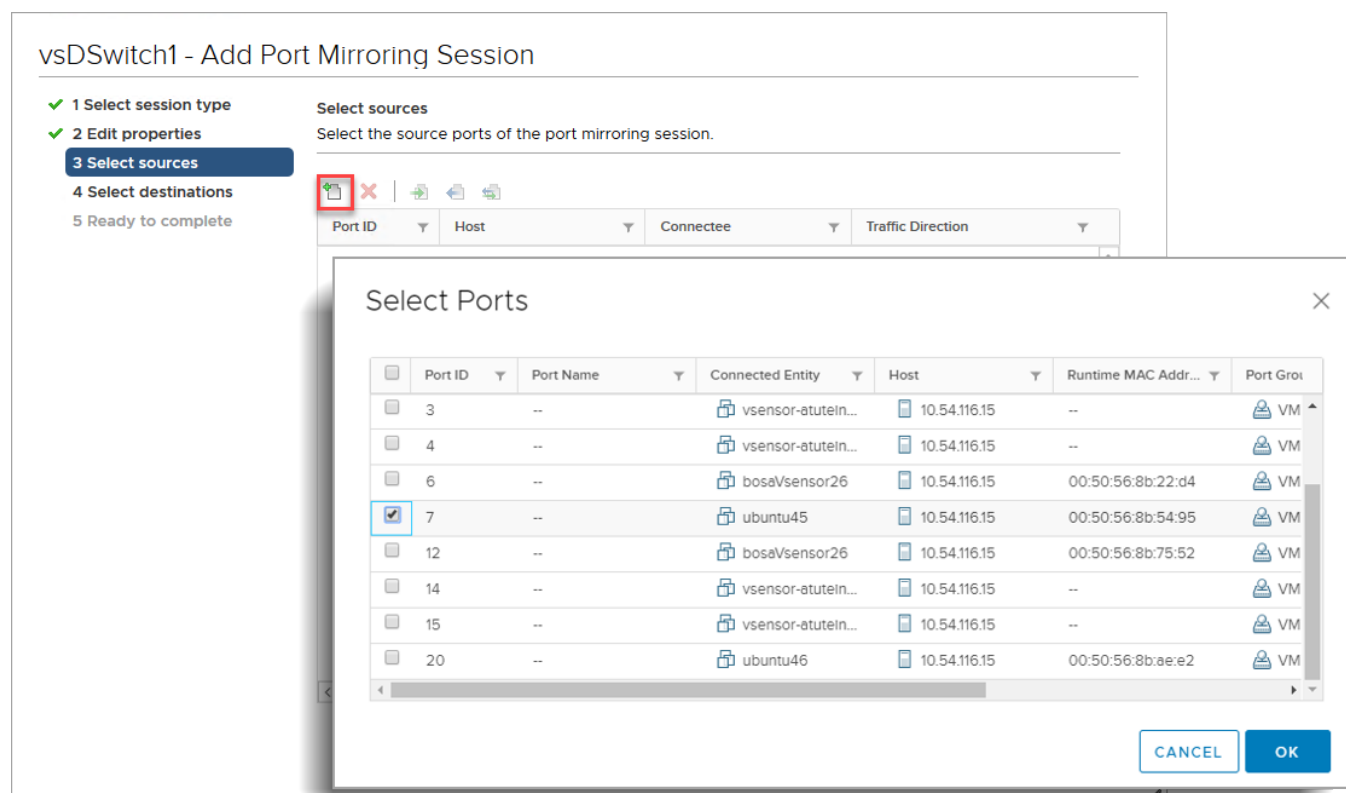 vsDSwitch1 - Add Port Mirroring Session
1 Select session type
2 Edit properties
3 Select sources
4 Select destinations
5 Ready to complete
Select sources
Select the source ports of the port mirroring session.
Port ID Host Connectee Traffic Direction
Select Ports
Port ID Port Name Connected Entity Host Runtime MAC Addr... Port Grou
3 -- vsensor-atuteIn... 10.54.116.15 -- VM
4 -- vsensor-atuteIn... 10.54.116.15 -- VM
6 -- bosaVsensor26 10.54.116.15 00:50:56:8b:22:d4 VM
7 -- ubuntu45 10.54.116.15 00:50:56:8b:54:95 VM
12 -- bosaVsensor26 10.54.116.15 00:50:56:8b:75:52 VM
14 -- vsensor-atuteIn... 10.54.116.15 -- VM
15 -- vsensor-atuteIn... 10.54.116.15 -- VM
20 -- ubuntu46 10.54.116.15 00:50:56:8b:ae:e2 VM
CANCEL OK